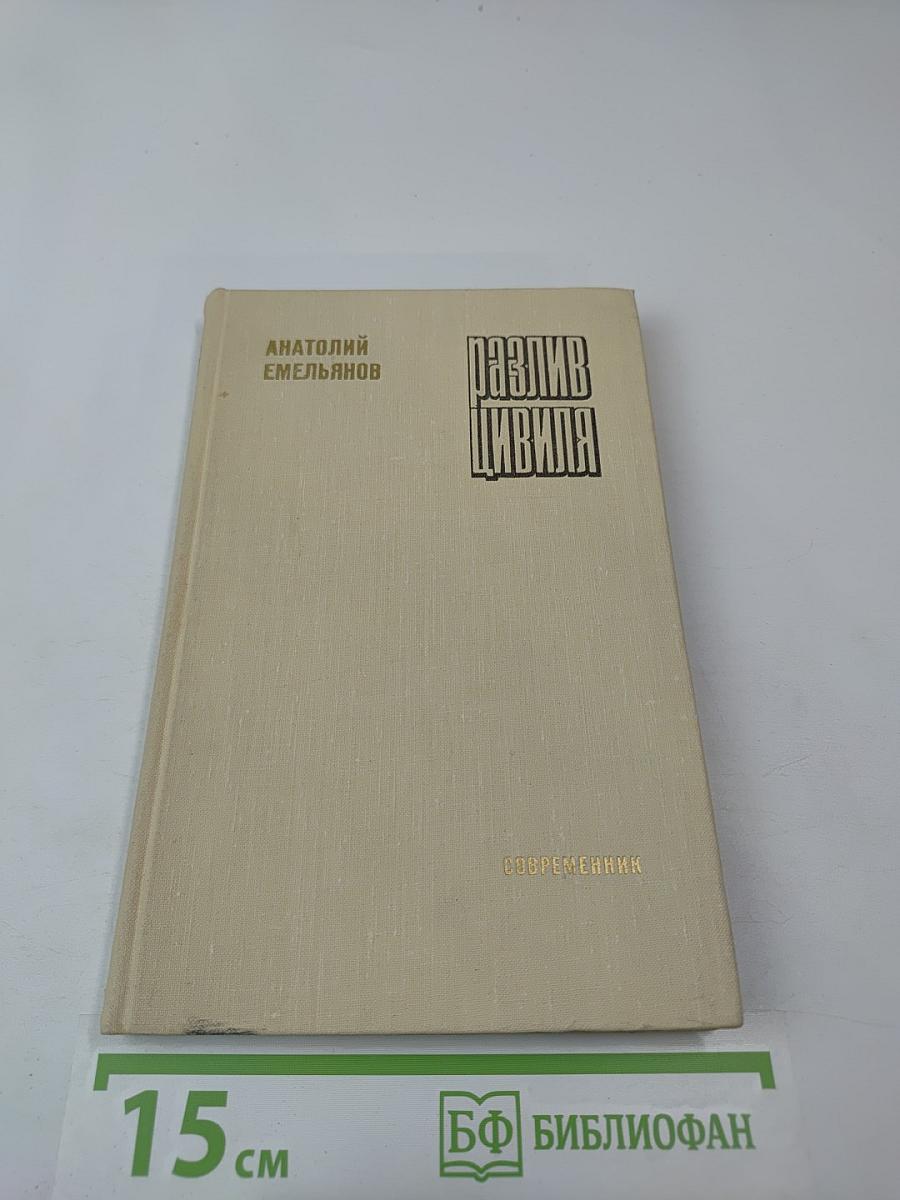 АНАТОЛИЙ
ЕМЕЛЬЯНОВ
РАЗЛИВ
ЦИВИЛЯ
СОВРЕМЕННИК
15 см
БФ БИБЛИОФАН